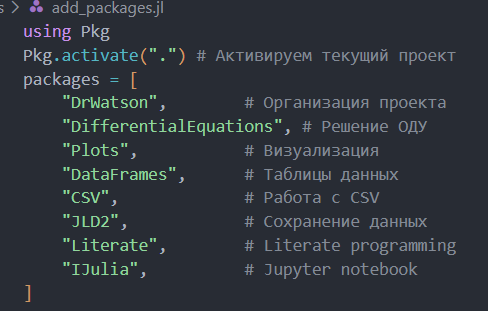 s > add_packages.jl
using Pkg
Pkg.activate(".") # Активируем текущий проект
packages = [
    "DrWatson",        # Организация проекта
    "DifferentialEquations", # Решение ОДУ
    "Plots",           # Визуализация
    "DataFrames",      # Таблицы данных
    "CSV",             # Работа с CSV
    "JLD2",            # Сохранение данных
    "Literate",        # Literate programming
    "IJulia",          # Jupyter notebook
]